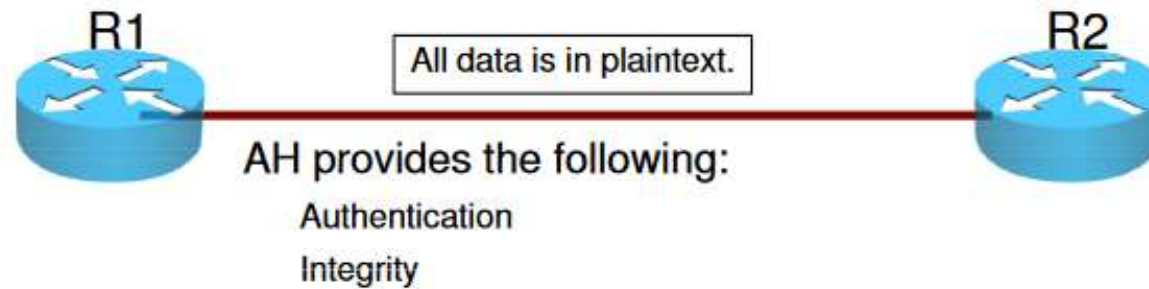 R1
R2
All data is in plaintext.
AH provides the following:
Authentication
Integrity